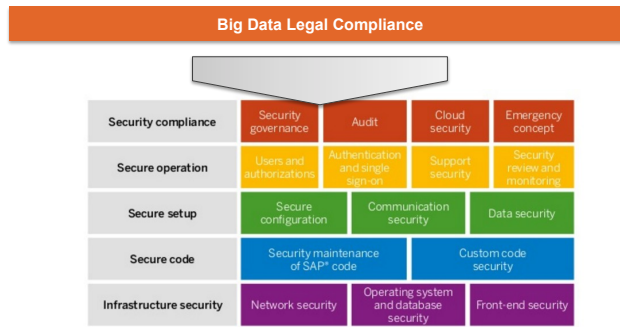 Big Data Legal Compliance
Security compliance
Security
governance
Audit
Cloud
security
Emergency
concept
Secure operation
Users and
authorizations
Authentication
and single
sign-on
Support
security
Security
review and
monitoring
Secure setup
Secure
configuration
Communication
security
Data security
Secure code
Security maintenance
of SAP® code
Custom code
security
Infrastructure security
Network security
Operating system
and database
security
Front-end security